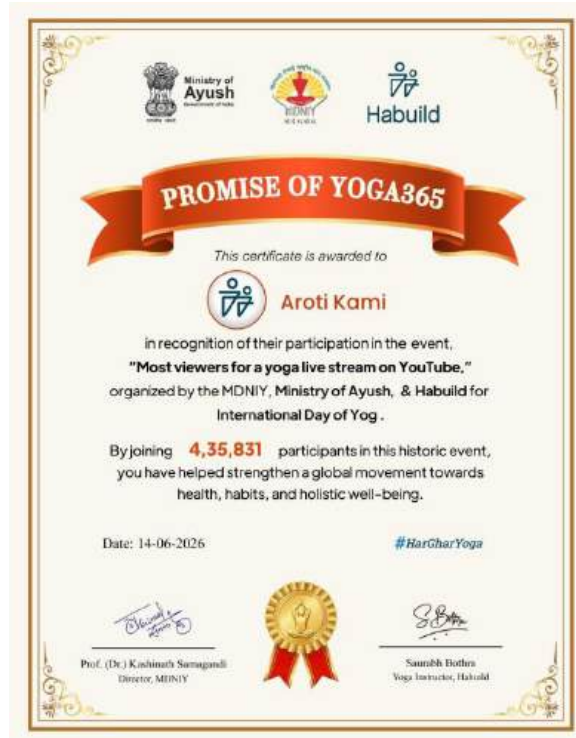 Ministry of
Ayush
Government of India
MDNIY
Habuild
PROMISE OF YOGA365
This certificate is awarded to
Aroti Kami
in recognition of their participation in the event,
"Most viewers for a yoga live stream on YouTube,"
organized by the MDNIY, Ministry of Ayush, & Habuild for
International Day of Yog .
By joining 4,35,831 participants in this historic event,
you have helped strengthen a global movement towards
health, habits, and holistic well-being.
Date: 14-06-2026
#HarGharYoga
Prof. (Dr.) Kashinath Samagandi
Director, MDNIY
Saurabh Bothra
Yoga Instructor, Habuild